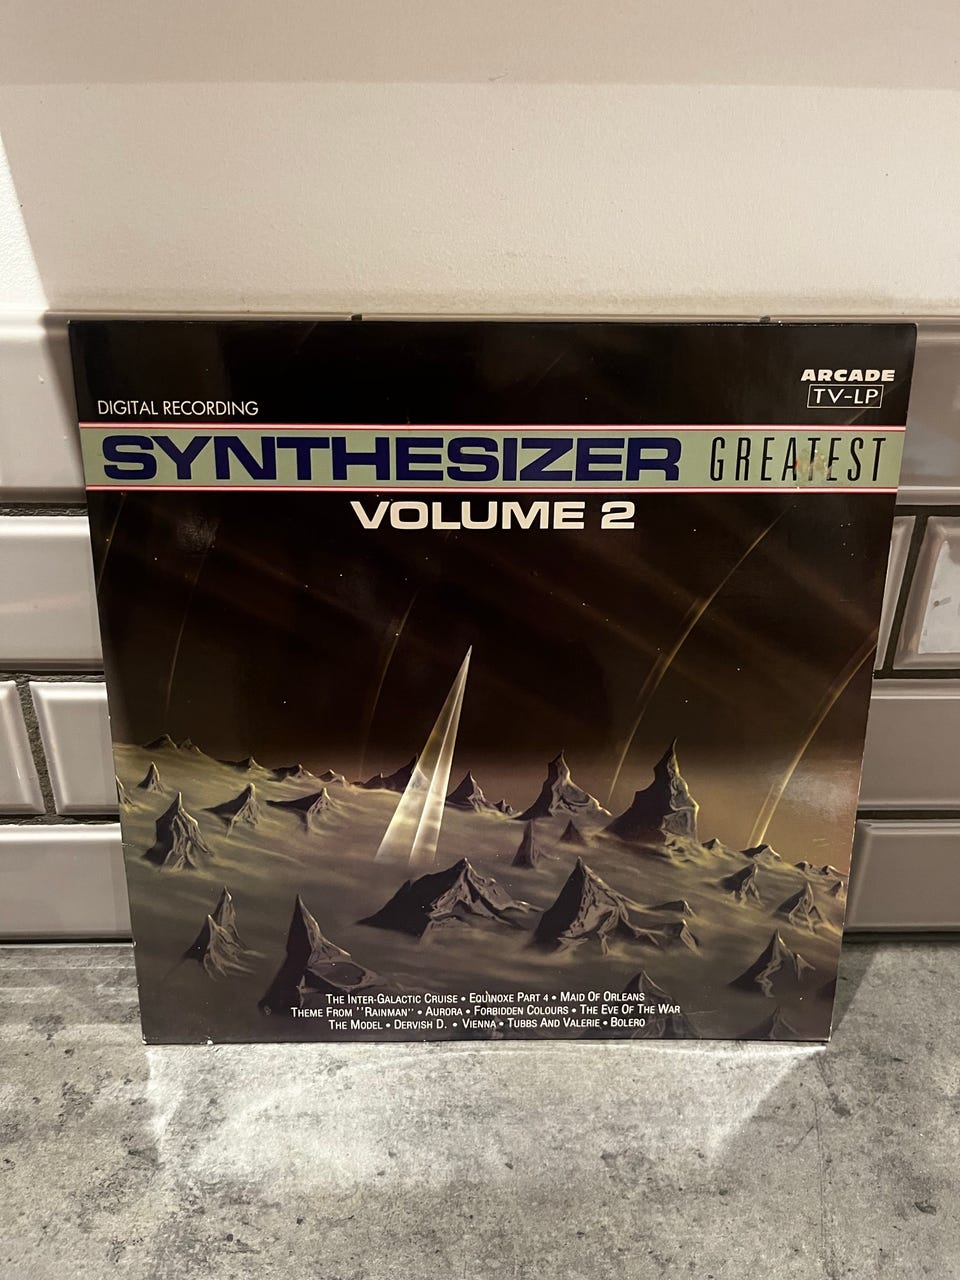 ARCADE
TV-LP
DIGITAL RECORDING
SYNTHESIZER GREATEST
VOLUME 2
THE INTER-GALACTIC CRUISE • EQUINOXE PART 4 • MAID OF ORLEANS
THEME FROM ''RAINMAN'' • AURORA • FORBIDDEN COLOURS • THE EVE OF THE WAR
THE MODEL • DERVISH D. • VIENNA • TUBBS AND VALERIE • BOLERO